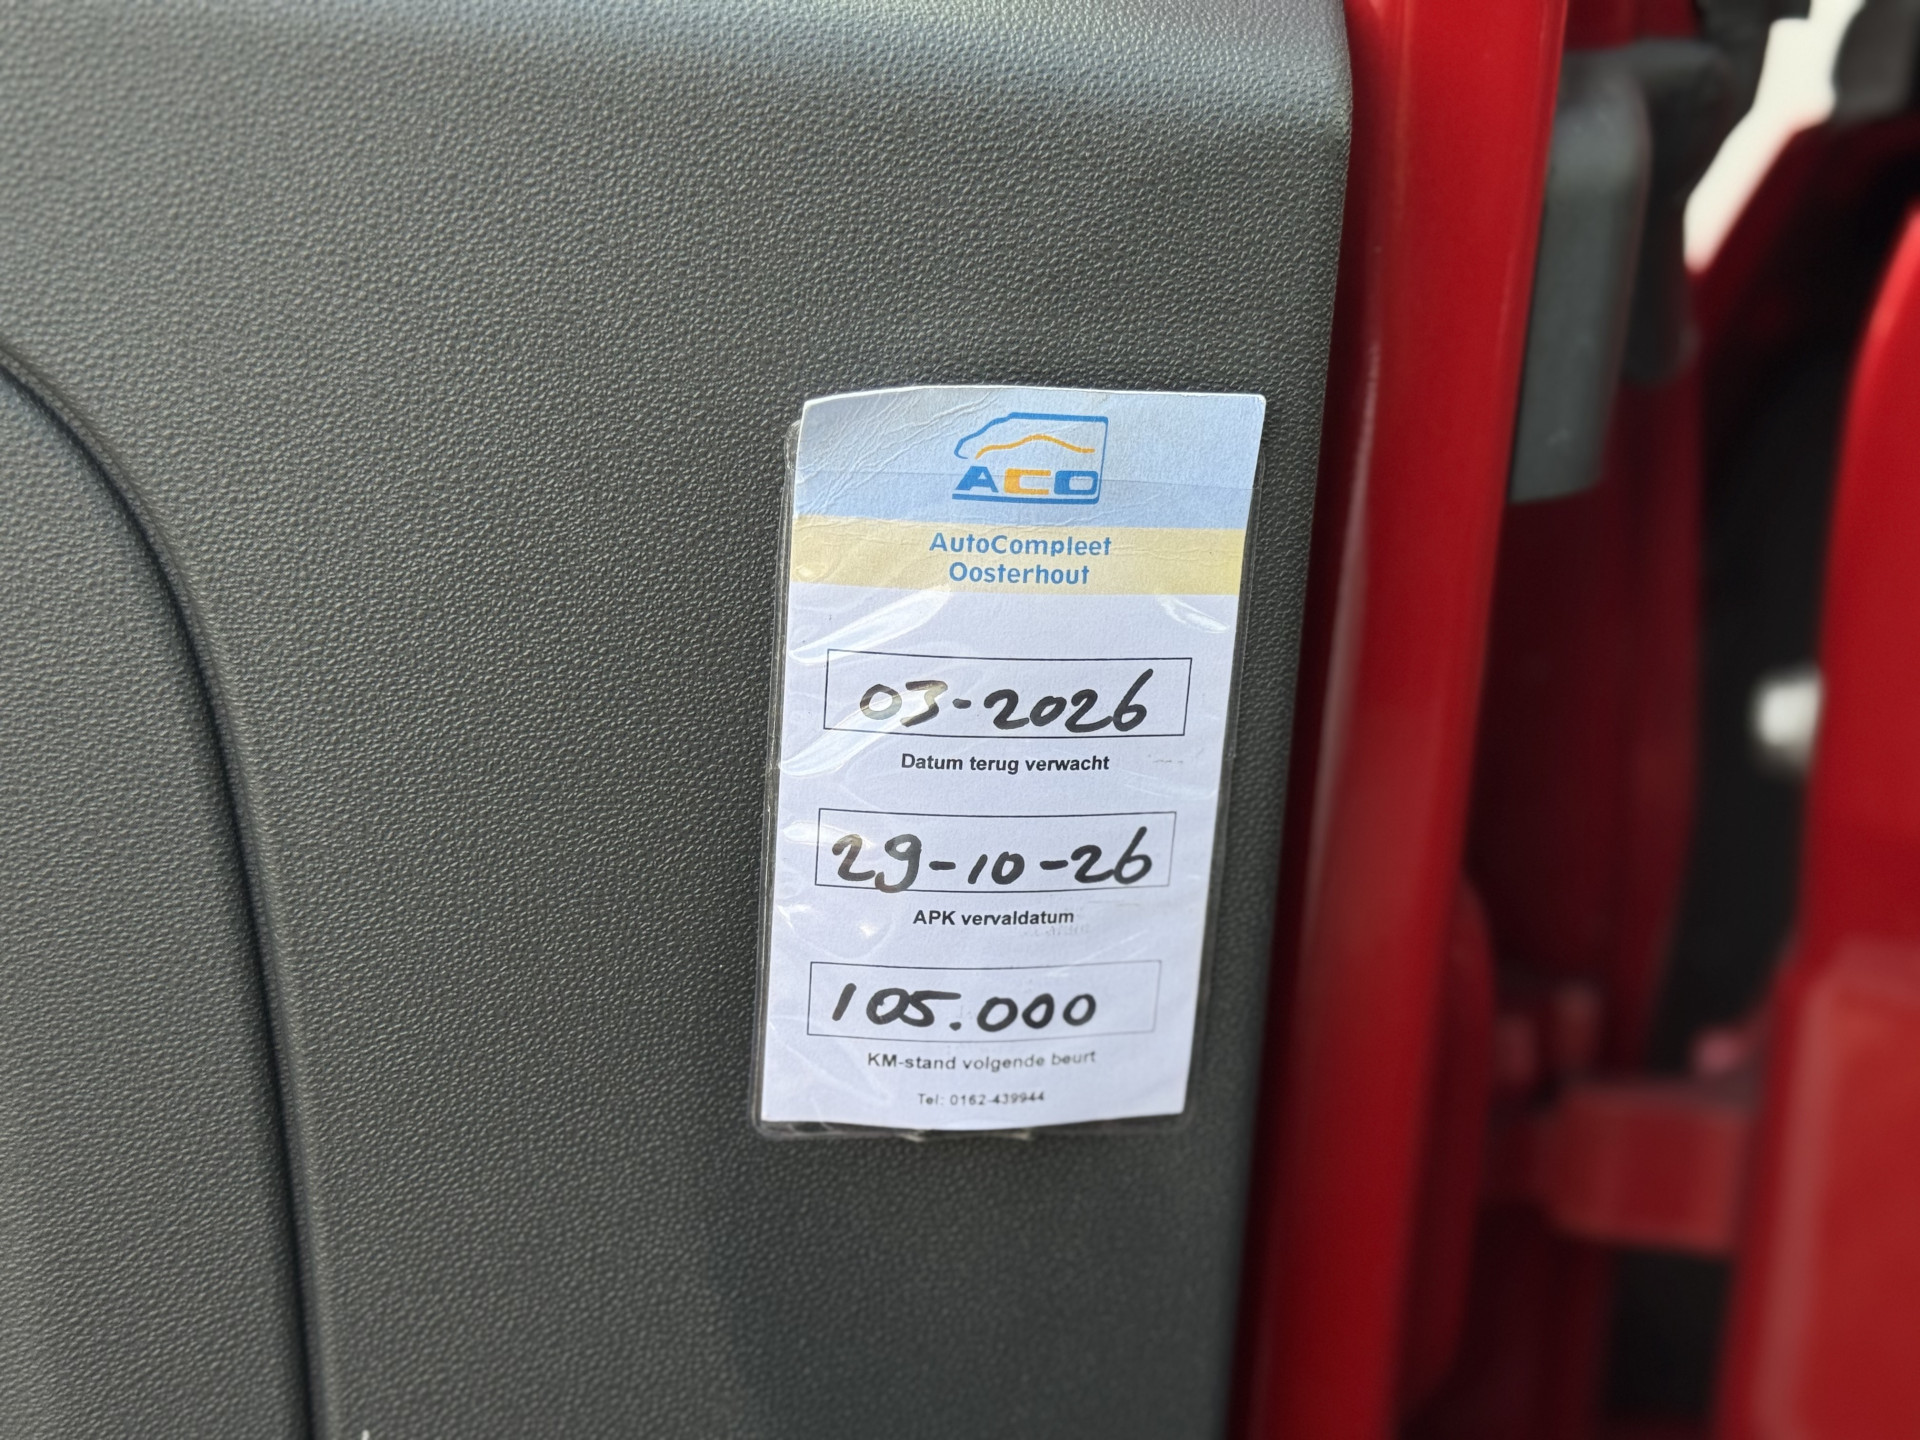 ACO
AutoCompleet
Oosterhout
03-2026
Datum terug verwacht
29-10-26
APK vervaldatum
105.000
KM-stand volgende beurt
Tel: 0162-439944